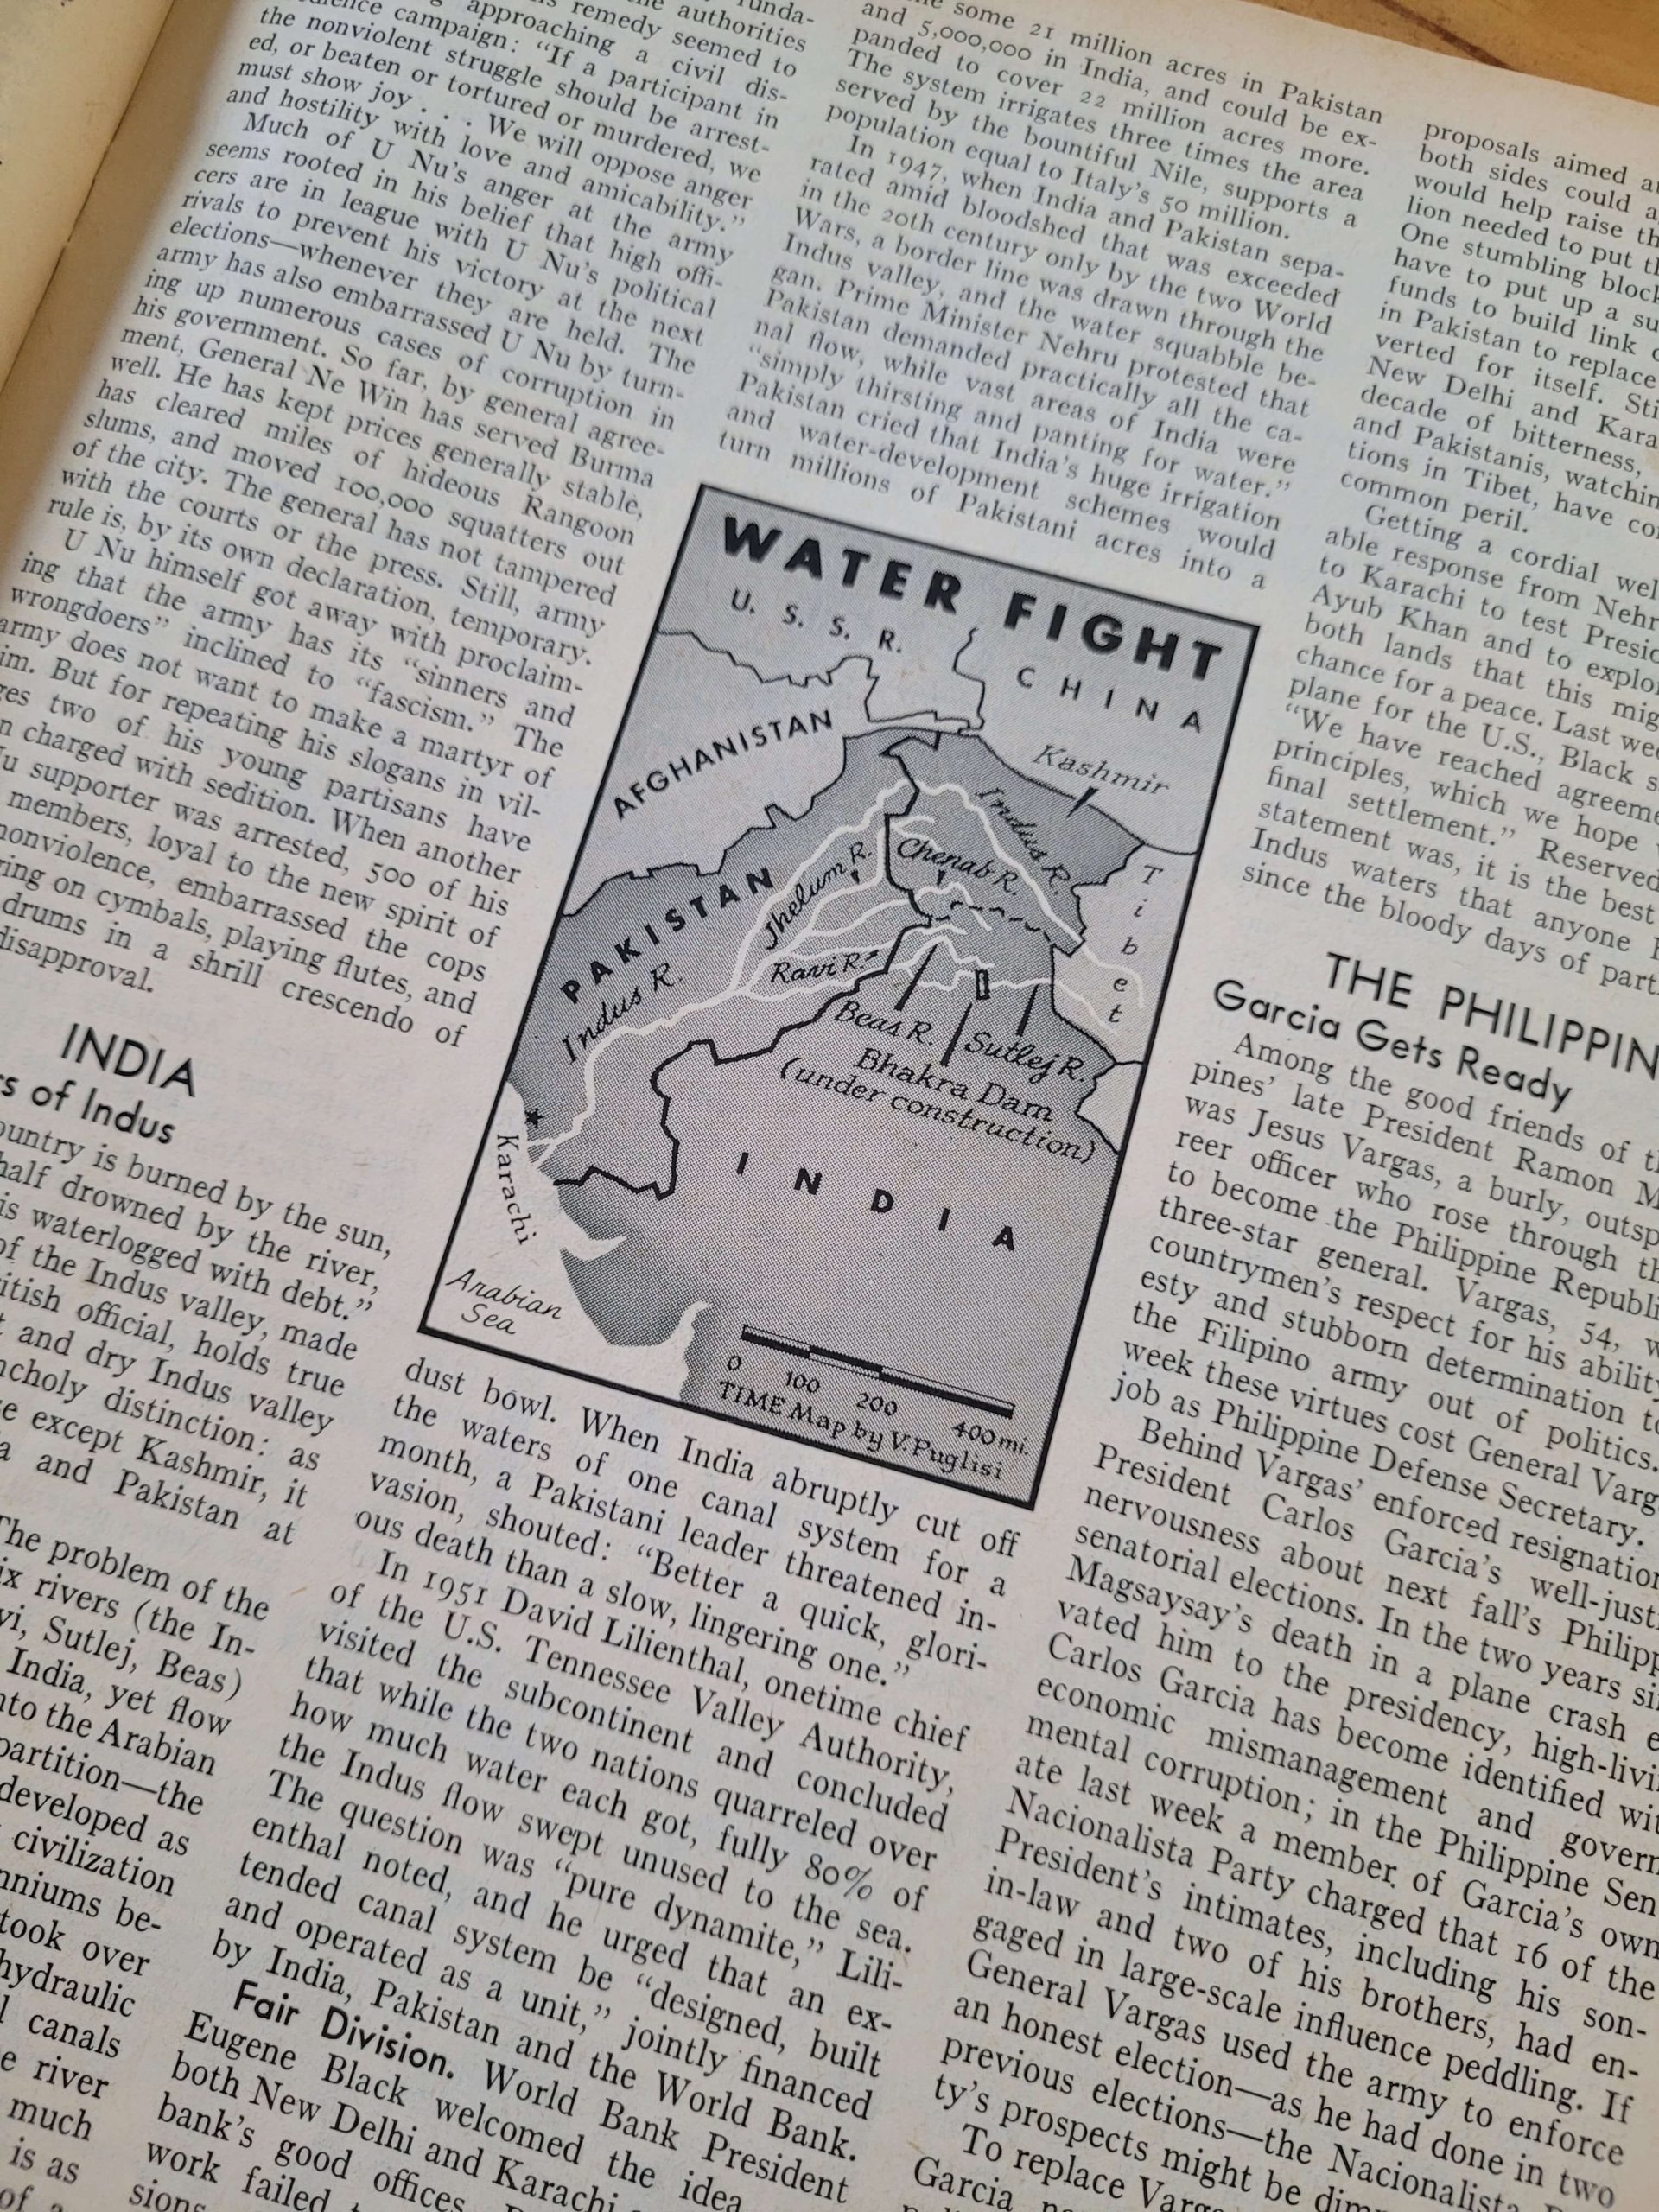 funda-
authorities
remedy seemed to
approaching a civil dis-
campaign: “If a participant in
the nonviolent struggle should be arrest-
ed, or beaten or tortured or murdered, we
must show joy . . . We will oppose anger
and hostility with love and amicability.”
Much of U Nu’s anger at the army
seems rooted in his belief that high offi-
cers are in league with U Nu’s political
rivals to prevent his victory at the next
elections—whenever they are held. The
army has also embarrassed U Nu by turn-
ing up numerous cases of corruption in
his government. So far, by general agree-
ment, General Ne Win has served Burma
well. He has kept prices generally stable,
has cleared miles of hideous Rangoon
slums, and moved 100,000 squatters out
of the city. The general has not tampered
with the courts or the press. Still, army
rule is, by its own declaration, temporary.
U Nu himself got away with proclaim-
ing that the army has its “sinners and
wrongdoers” inclined to “fascism.” The
army does not want to make a martyr of
him. But for repeating his slogans in vil-
two of his young partisans have
charged with sedition. When another
supporter was arrested, 500 of his
members, loyal to the new spirit of
nonviolence, embarrassed the cops
on cymbals, playing flutes, and
drums in a shrill crescendo of
disapproval.
INDIA
of Indus
country is burned by the sun,
half drowned by the river,
is waterlogged with debt.”
of the Indus valley, made
official, holds true
and dry Indus valley
distinction: as
except Kashmir, it
and Pakistan at
The problem of the
rivers (the In-
Sutlej, Beas)
India, yet flow
the Arabian
partition—the
developed as
civilization
be-
took over
hydraulic
canals
river
much
is as
of a
some 21 million acres in Pakistan
and 5,000,000 in India, and could be ex-
panded to cover 22 million acres more.
The system irrigates three times the area
served by the bountiful Nile, supports a
population equal to Italy’s 50 million.
In 1947, when India and Pakistan sepa-
rated amid bloodshed that was exceeded
in the 20th century only by the two World
Wars, a border line was drawn through the
Indus valley, and the water squabble be-
gan. Prime Minister Nehru protested that
Pakistan demanded practically all the ca-
nal flow, while vast areas of India were
“simply thirsting and panting for water.”
Pakistan cried that India’s huge irrigation
and water-development schemes would
turn millions of Pakistani acres into a
WATER FIGHT
U. S. S. R.
CHINA
AFGHANISTAN
Kashmir
Indus R.
Chenab R.
Jhelum R.
PAKISTAN
Tibet
Ravi R.
Indus R.
Beas R.
Sutlej R.
Bhakra Dam
(under construction)
Karachi
INDIA
Arabian
Sea
0 100 200 400 mi.
TIME Map by V. Puglisi
dust bowl. When India abruptly cut off
the waters of one canal system for a
month, a Pakistani leader threatened in-
vasion, shouted: “Better a quick, glori-
ous death than a slow, lingering one.”
In 1951 David Lilienthal, onetime chief
of the U.S. Tennessee Valley Authority,
visited the subcontinent and concluded
that while the two nations quarreled over
how much water each got, fully 80% of
the Indus flow swept unused to the sea.
The question was “pure dynamite,” Lili-
enthal noted, and he urged that an ex-
tended canal system be “designed, built
and operated as a unit,” jointly financed
by India, Pakistan and the World Bank.
Fair Division. World Bank President
Eugene Black welcomed the idea
both New Delhi and Karachi
bank’s good offices.
work failed
sions
proposals aimed
both sides could
would help raise
lion needed to put
One stumbling block
have to put up a
funds to build link
in Pakistan to replace
verted for itself.
New Delhi and
decade of bitterness,
and Pakistanis,
tions in Tibet, have
common peril.
Getting a cordial
able response from
to Karachi to test
Ayub Khan and to
both lands that this
chance for a peace. Last
plane for the U.S., Black
“We have reached
principles, which we hope
final settlement.” Reserved
statement was, it is the best
Indus waters that anyone
since the bloody days of
THE
Garcia Gets Ready
Among the good friends of
pines’ late President Ramon
was Jesus Vargas, a burly,
reer officer who rose through
to become the Philippine
three-star general. Vargas, 54,
countrymen’s respect for his
esty and stubborn determination
the Filipino army out of politics.
week these virtues cost General
job as Philippine Defense Secretary.
Behind Vargas’ enforced resignation
President Carlos Garcia’s
nervousness about next fall’s
senatorial elections. In the two years
Magsaysay’s death in a plane crash
vated him to the presidency,
Carlos Garcia has become identified
economic mismanagement and govern-
mental corruption; in the Philippine Sen-
ate last week a member of Garcia’s own
Nacionalista Party charged that 16 of the
President’s intimates, including his son-
in-law and two of his brothers, had en-
gaged in large-scale influence peddling. If
General Vargas used the army to enforce
an honest election—as he had done in two
previous elections—the Nacionalista
ty’s prospects might be
To replace
Garcia